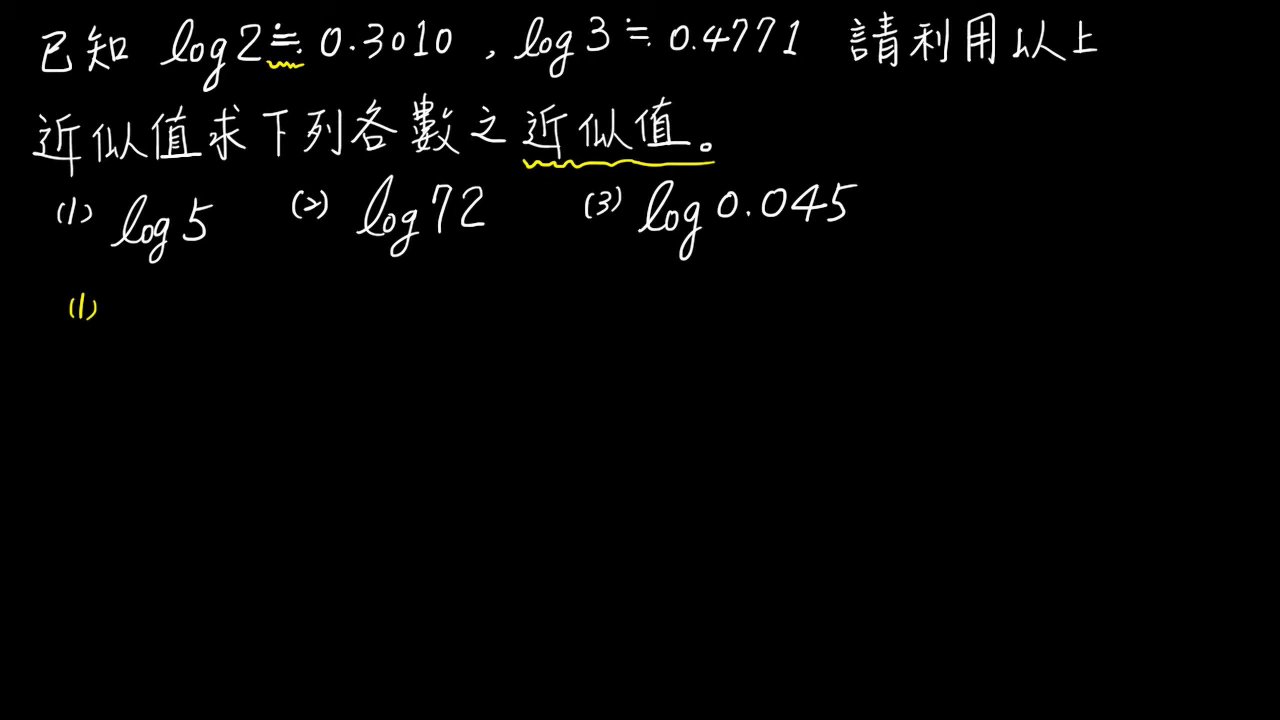 已知 log2≒0.3010，log3≒0.4771 請利用以上
近似值求下列各數之近似值。
(1) log5 (2) log72 (3) log0.045
(1)